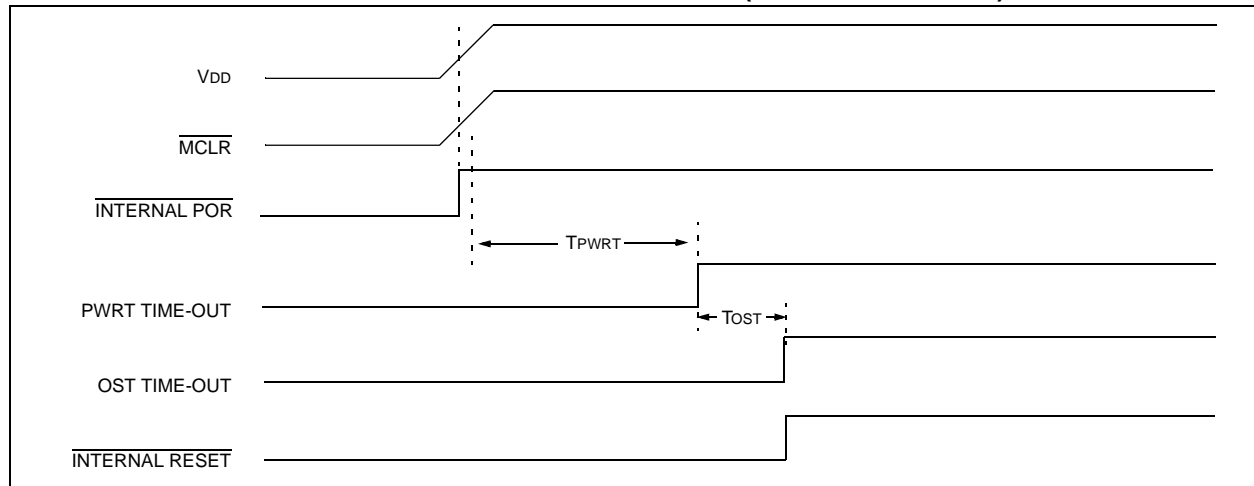 VDD
MCLR
INTERNAL POR
TPWRT
PWRT TIME-OUT
TOST
OST TIME-OUT
INTERNAL RESET